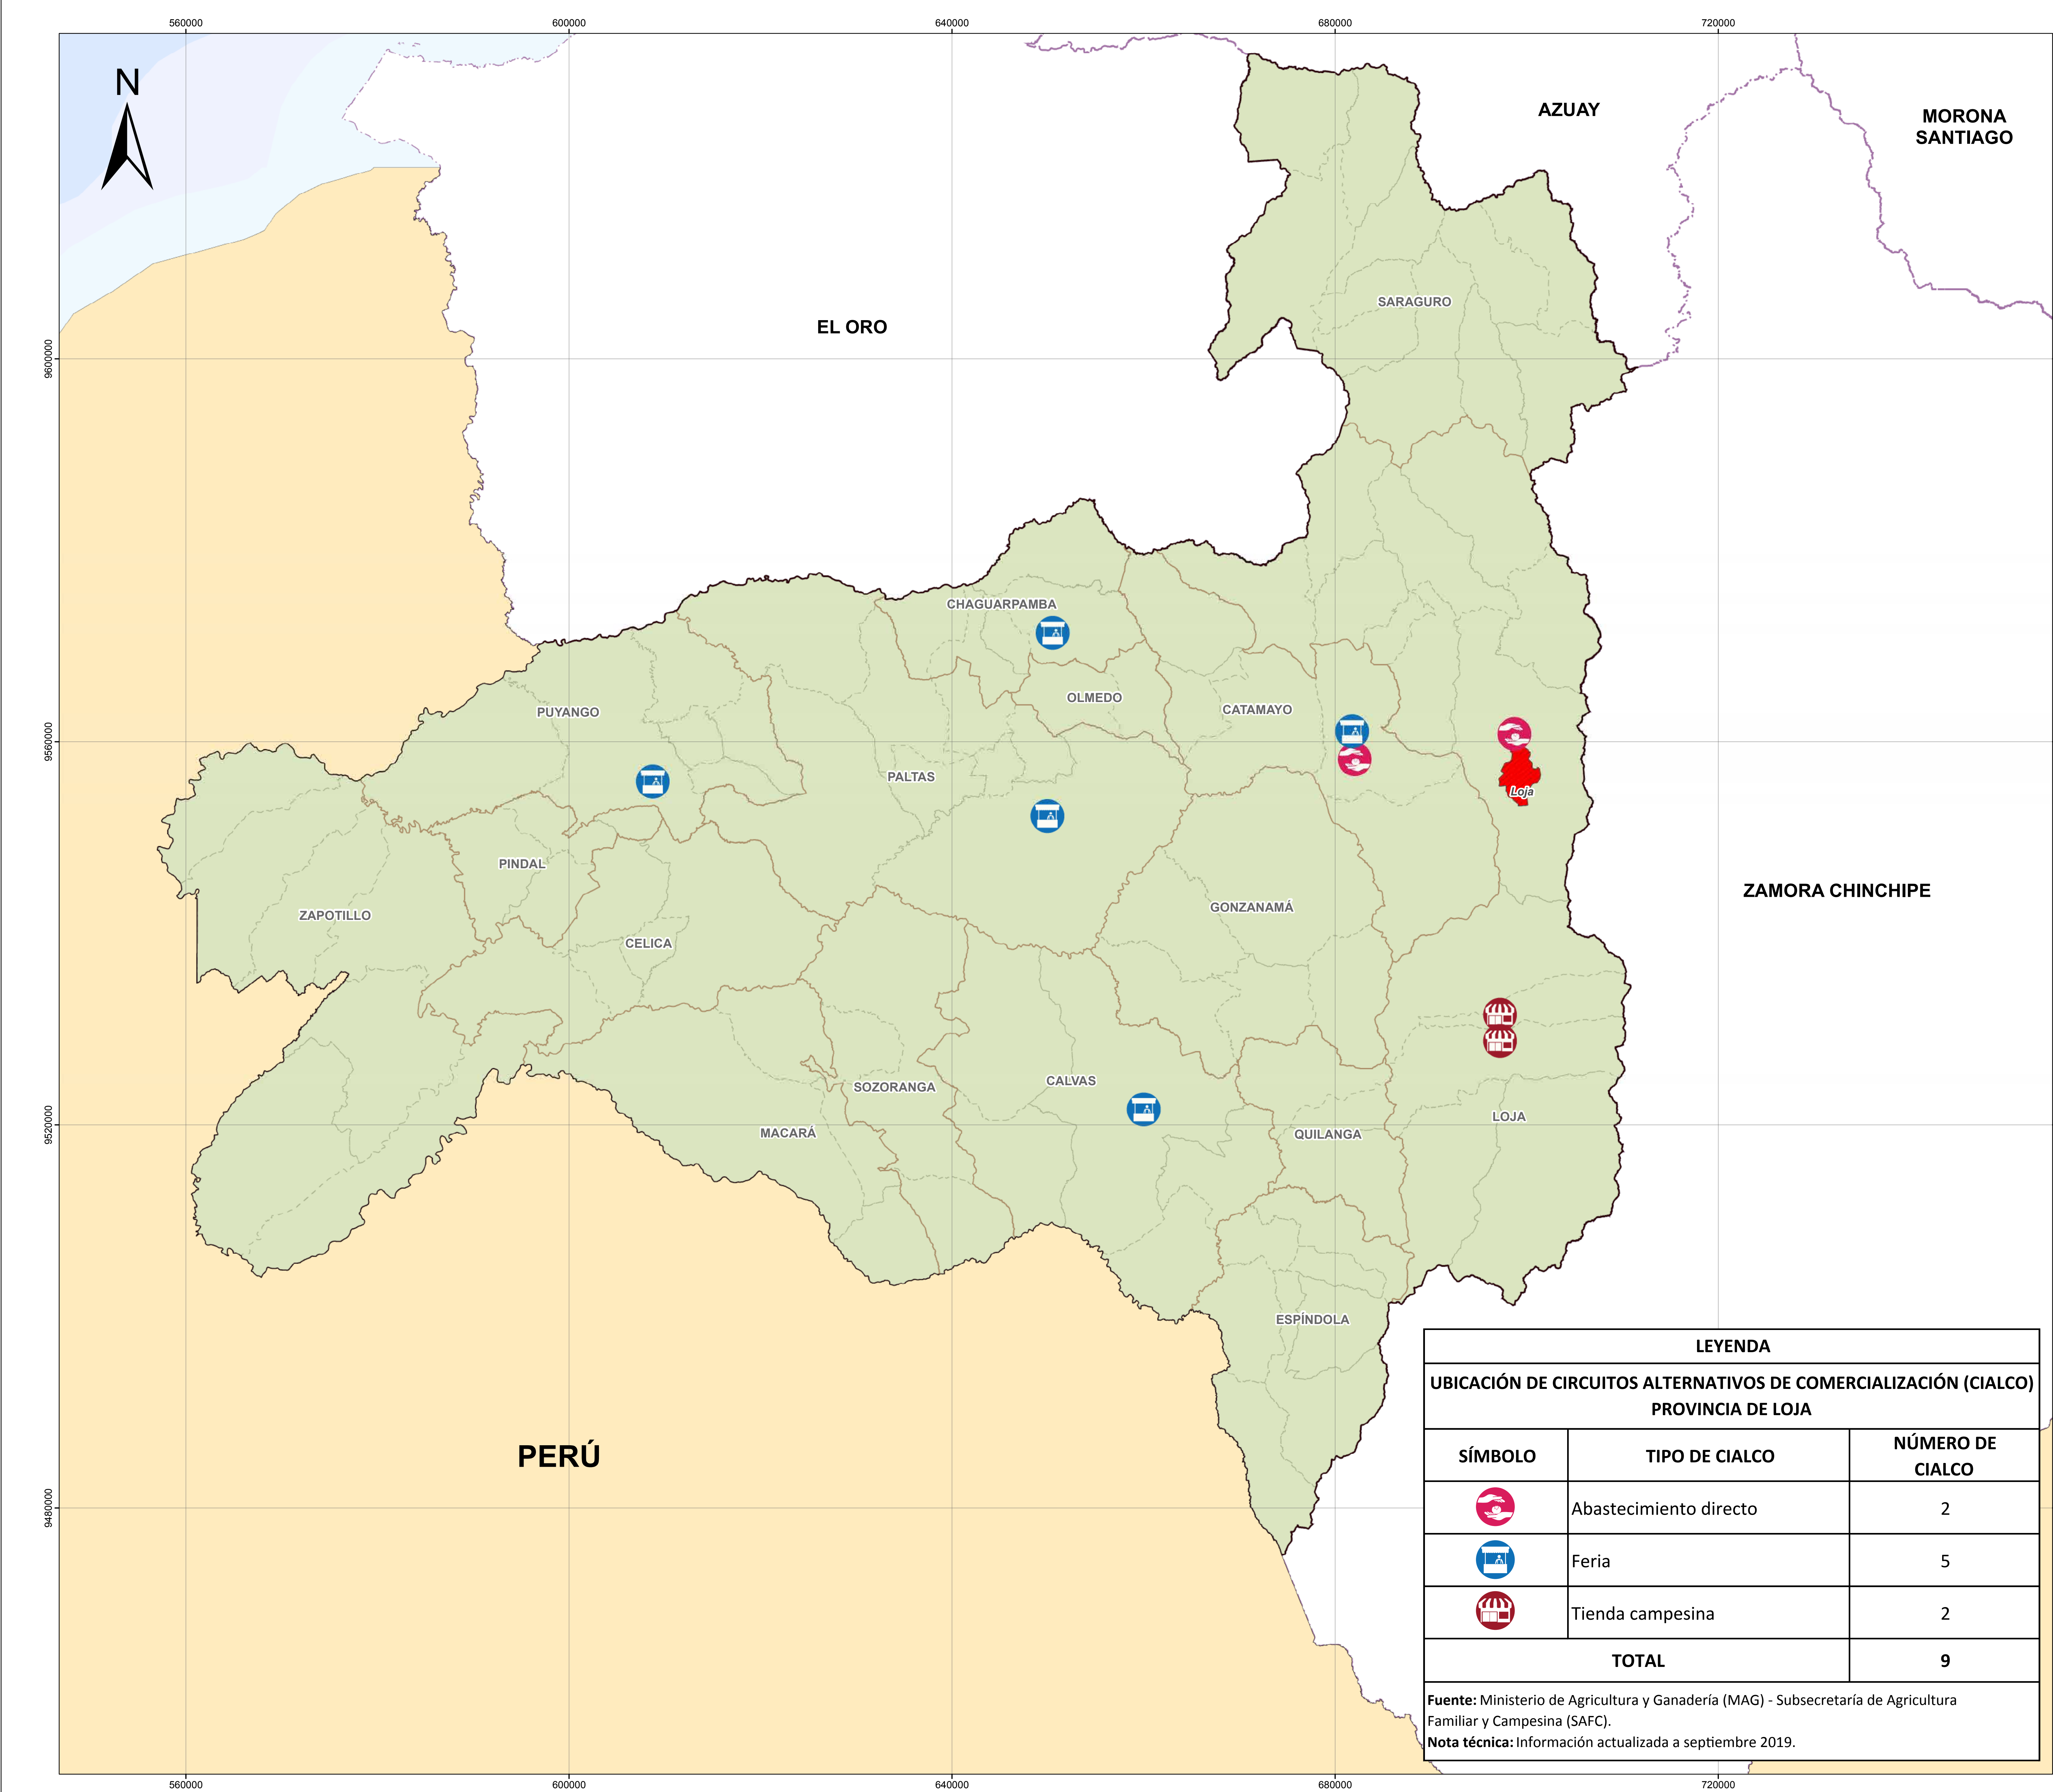 560000
600000
640000
680000
720000
N
AZUAY
MORONA
SANTIAGO
SARAGURO
EL ORO
9600000
CHAGUARPAMBA
OLMEDO
CATAMAYO
PUYANGO
9560000
PALTAS
Loja
PINDAL
ZAMORA CHINCHIPE
GONZANAMÁ
ZAPOTILLO
CELICA
CALVAS
SOZORANGA
LOJA
9520000
MACARÁ
QUILANGA
ESPÍNDOLA
PERÚ
9480000
LEYENDA
UBICACIÓN DE CIRCUITOS ALTERNATIVOS DE COMERCIALIZACIÓN (CIALCO)
PROVINCIA DE LOJA
SÍMBOLO TIPO DE CIALCO NÚMERO DE
CIALCO
Abastecimiento directo 2
Feria 5
Tienda campesina 2
TOTAL 9
Fuente: Ministerio de Agricultura y Ganadería (MAG) - Subsecretaría de Agricultura
Familiar y Campesina (SAFC).
Nota técnica: Información actualizada a septiembre 2019.
560000
600000
640000
680000
720000